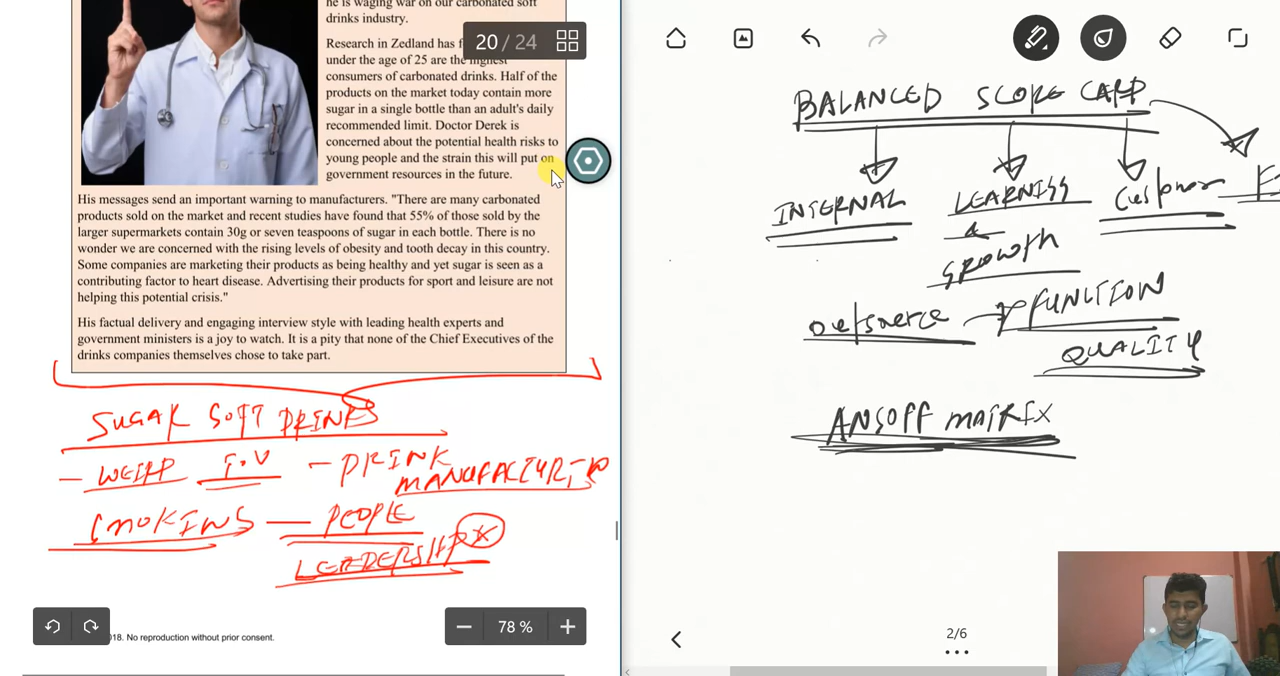 he is waging war on our carbonated soft
drinks industry.
Research in Zedland has f
under the age of 25 are the highest
consumers of carbonated drinks. Half of the
products on the market today contain more
sugar in a single bottle than an adult's daily
recommended limit. Doctor Derek is
concerned about the potential health risks to
young people and the strain this will put on
government resources in the future.
20 / 24
His messages send an important warning to manufacturers. "There are many carbonated
products sold on the market and recent studies have found that 55% of those sold by the
larger supermarkets contain 30g or seven teaspoons of sugar in each bottle. There is no
wonder we are concerned with the rising levels of obesity and tooth decay in this country.
Some companies are marketing their products as being healthy and yet sugar is seen as a
contributing factor to heart disease. Advertising their products for sport and leisure are not
helping this potential crisis."
His factual delivery and engaging interview style with leading health experts and
government ministers is a joy to watch. It is a pity that none of the Chief Executives of the
drinks companies themselves chose to take part.
SUGAR SOFT DRINKS
- T.V - DRINK
MANUFACTURER
SMOKING — PEOPLE
LEADERSHIP
78 %
18. No reproduction without prior consent.
BALANCED SCORE CARD
INTERNAL LEARNING Customer
&
GROWTH
Outsource → FUNCTION
QUALITY
ANSOFF MATRIX
2/6